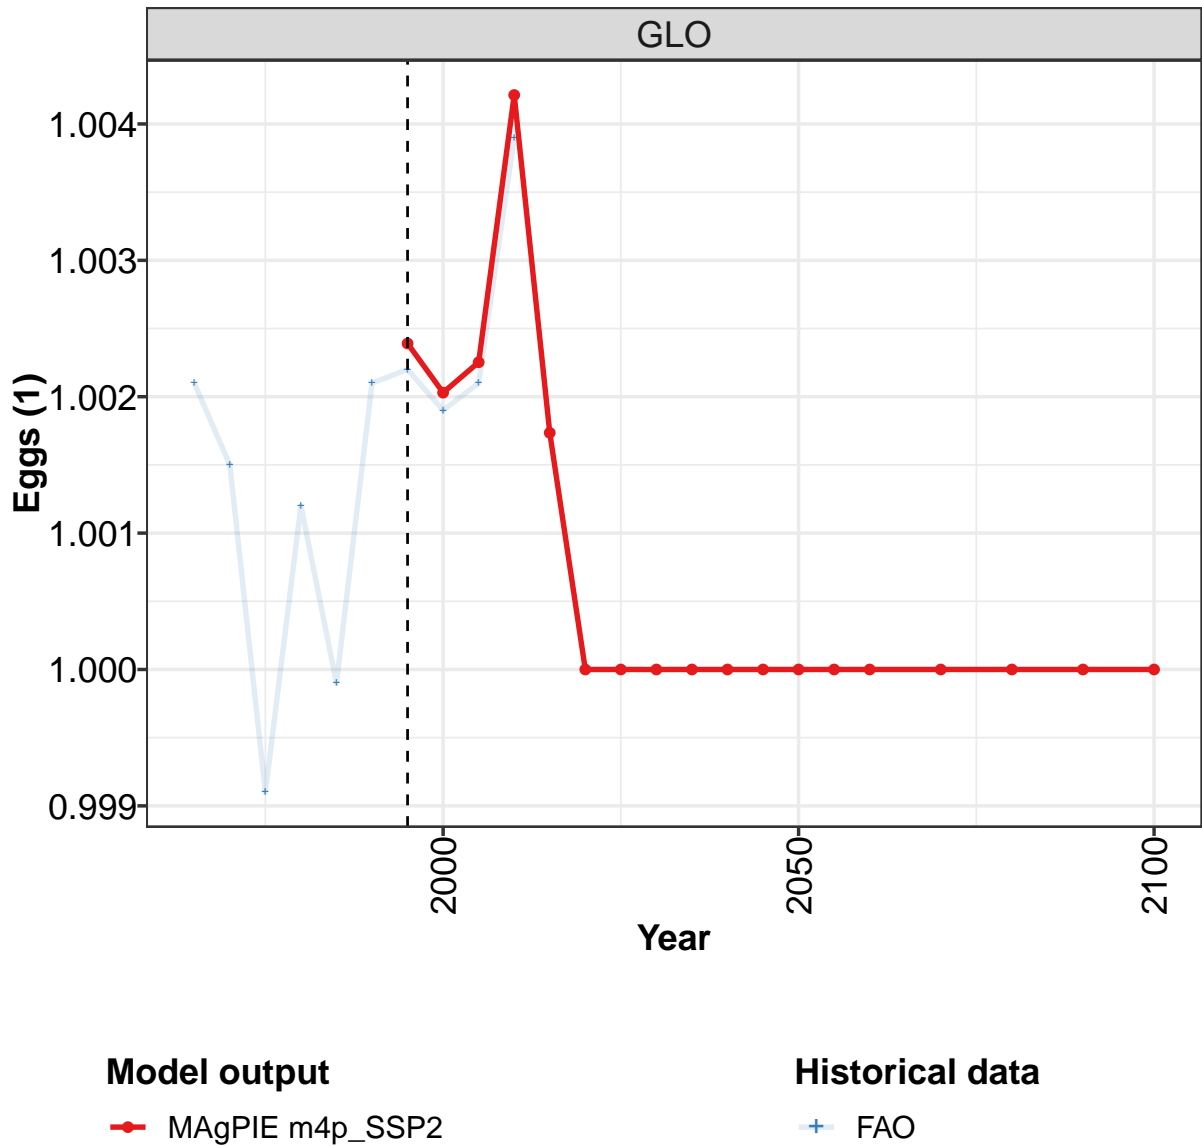 GLO
1.004
1.003
1.002
1.001
1.000
0.999
Eggs (1)
2000
2050
2100
Year
Model output
MAgPIE m4p_SSP2
Historical data
FAO